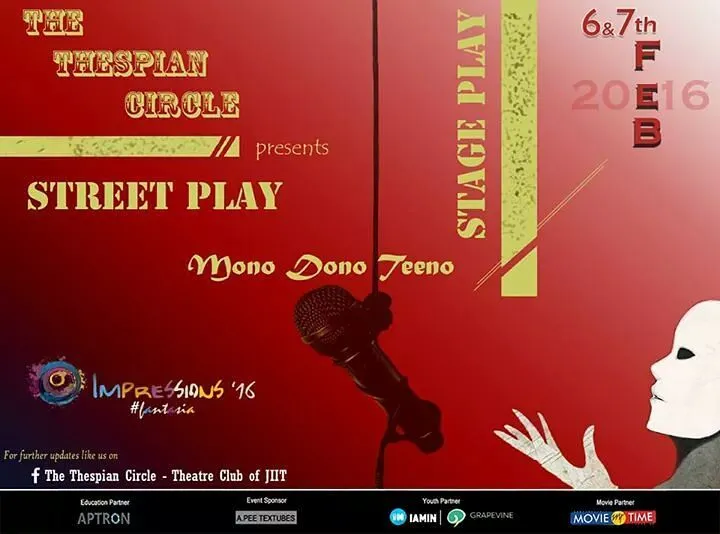 THE
THESPIAN
CIRCLE
presents
STREET PLAY
STAGE PLAY
6&7th
FEB
2016
Mono Dono Teeno
IMPRESSIONS '16
#fantasia
For further updates like us on
f The Thespian Circle - Theatre Club of JIIT
Education Partner
APTRON
Event Sponsor
A.PEE TEXTUBES
Youth Partner
IAMIN
GRAPEVINE
Movie Partner
MOVIE TIME